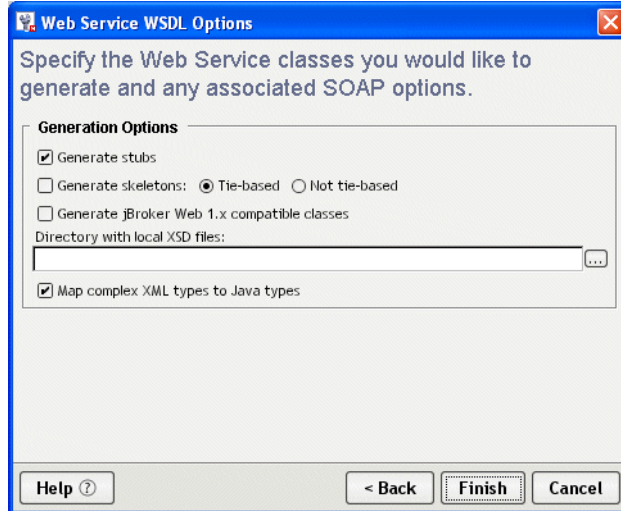 Web Service WSDL Options
Specify the Web Service classes you would like to
generate and any associated SOAP options.
Generation Options
Generate stubs
Generate skeletons: Tie-based Not tie-based
Generate jBroker Web 1.x compatible classes
Directory with local XSD files:
...
Map complex XML types to Java types
Help ? < Back Finish Cancel